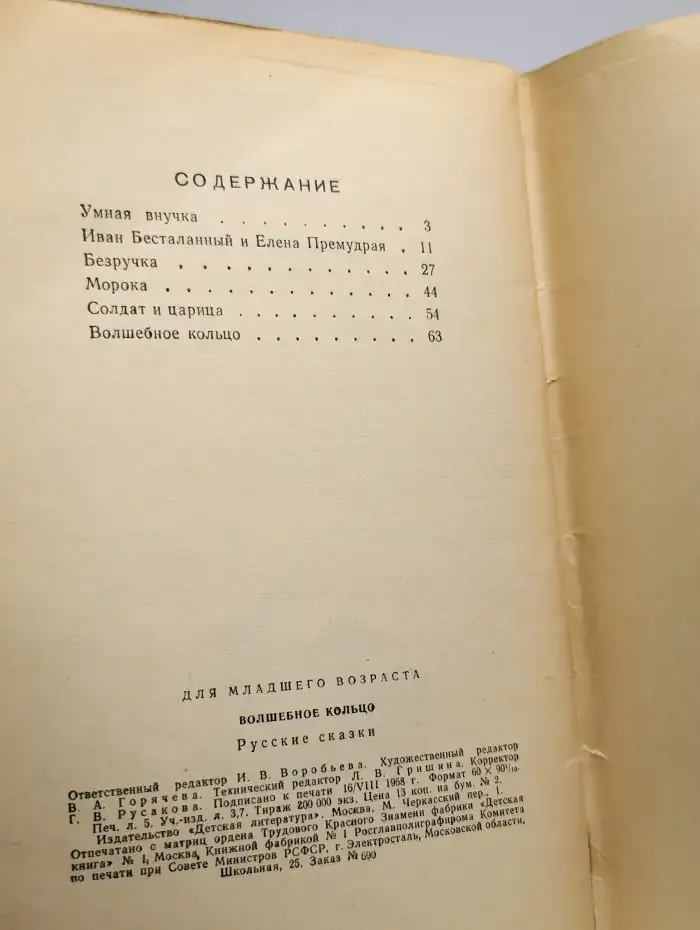 СОДЕРЖАНИЕ
Умная внучка . . . . . . . . . . 3
Иван Бесталанный и Елена Премудрая . 11
Безручка . . . . . . . . . . . . 27
Морока . . . . . . . . . . . . . 44
Солдат и царица . . . . . . . . . . 54
Волшебное кольцо . . . . . . . . . 63
ДЛЯ МЛАДШЕГО ВОЗРАСТА
ВОЛШЕБНОЕ КОЛЬЦО
Русские сказки
Ответственный редактор И. В. Воробьева. Художественный редактор
В. А. Горячева. Технический редактор Л. В. Гришина. Корректор
Г. В. Русакова. Подписано к печати 16/VIII 1968 г. Формат 60 × 90 1/16.
Печ. л. 5. Уч.-изд. л. 3,7. Тираж 200 000 экз. Цена 13 коп. на бум. № 2.
Издательство «Детская литература». Москва. М. Черкасский пер., 1.
Отпечатано с матриц ордена Трудового Красного Знамени фабрики «Детская
книга» № 1, Москва, Книжной фабрикой № 1 Росглавполиграфпрома Комитета
по печати при Совете Министров РСФСР, г. Электросталь, Московской области,
Школьная, 25. Заказ № 690